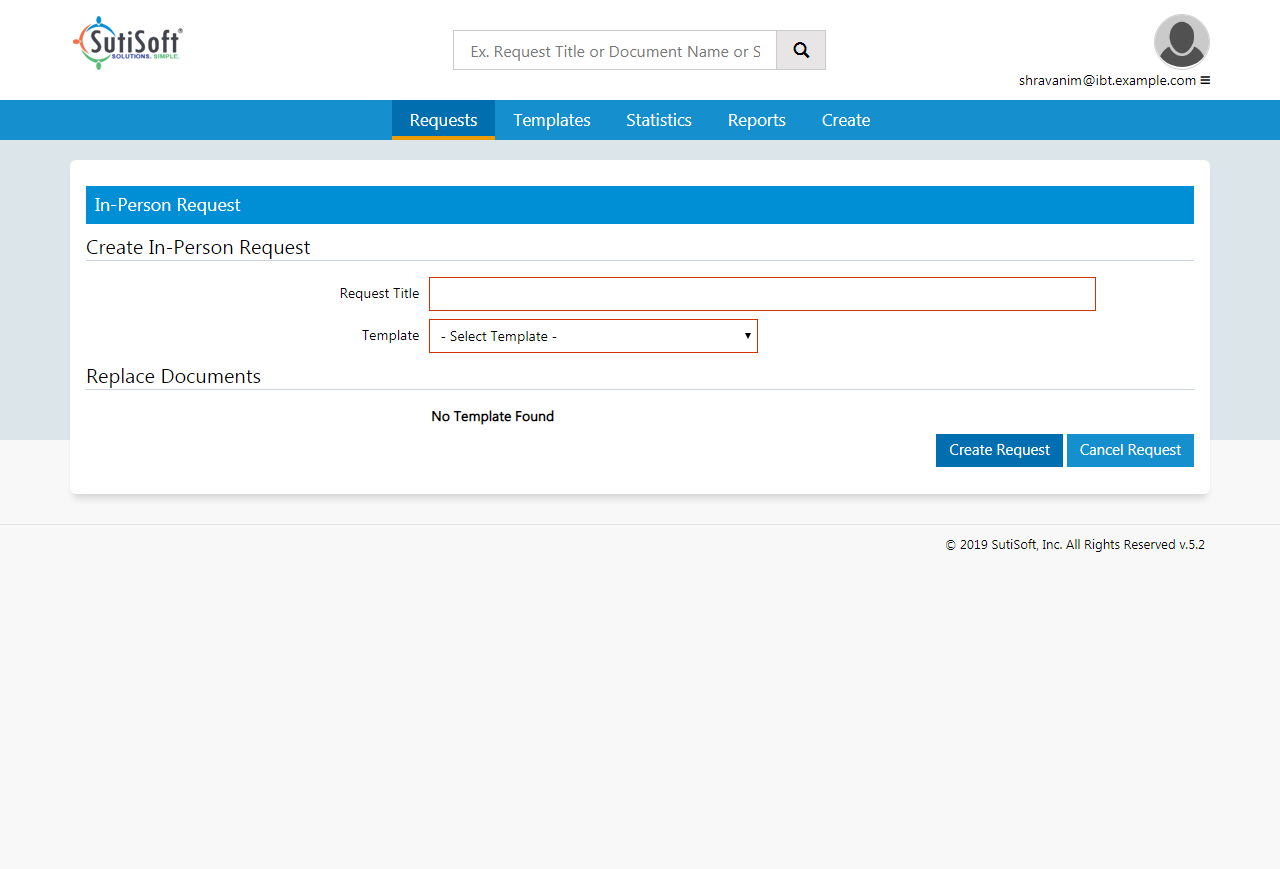 SutiSoft®
SOLUTIONS. SIMPLE.
Ex. Request Title or Document Name or S
shravanim@ibt.example.com
Requests Templates Statistics Reports Create
In-Person Request
Create In-Person Request
Request Title
Template - Select Template -
Replace Documents
No Template Found
Create Request Cancel Request
© 2019 SutiSoft, Inc. All Rights Reserved v.5.2